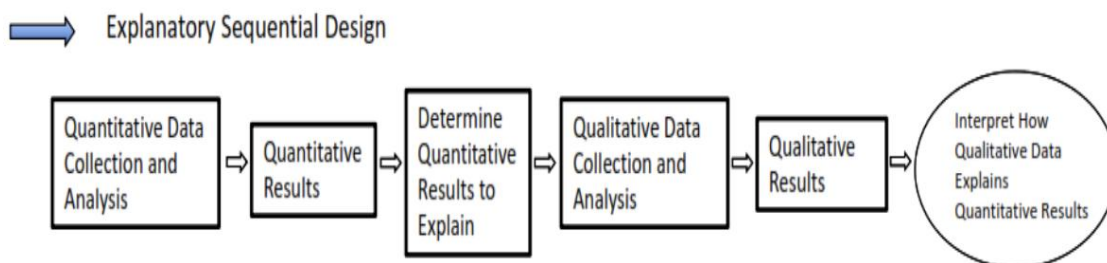 Explanatory Sequential Design
Quantitative Data
Collection and
Analysis
Quantitative
Results
Determine
Quantitative
Results to
Explain
Qualitative Data
Collection and
Analysis
Qualitative
Results
Interpret How
Qualitative Data
Explains
Quantitative Results